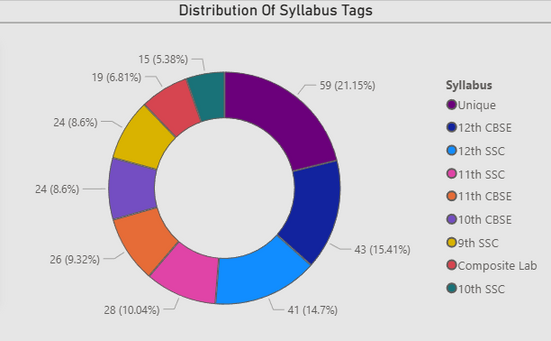 Distribution Of Syllabus Tags
15 (5.38%)
19 (6.81%)
59 (21.15%)
24 (8.6%)
24 (8.6%)
26 (9.32%)
28 (10.04%)
41 (14.7%)
43 (15.41%)
Syllabus
Unique
12th CBSE
12th SSC
11th SSC
11th CBSE
10th CBSE
9th SSC
Composite Lab
10th SSC